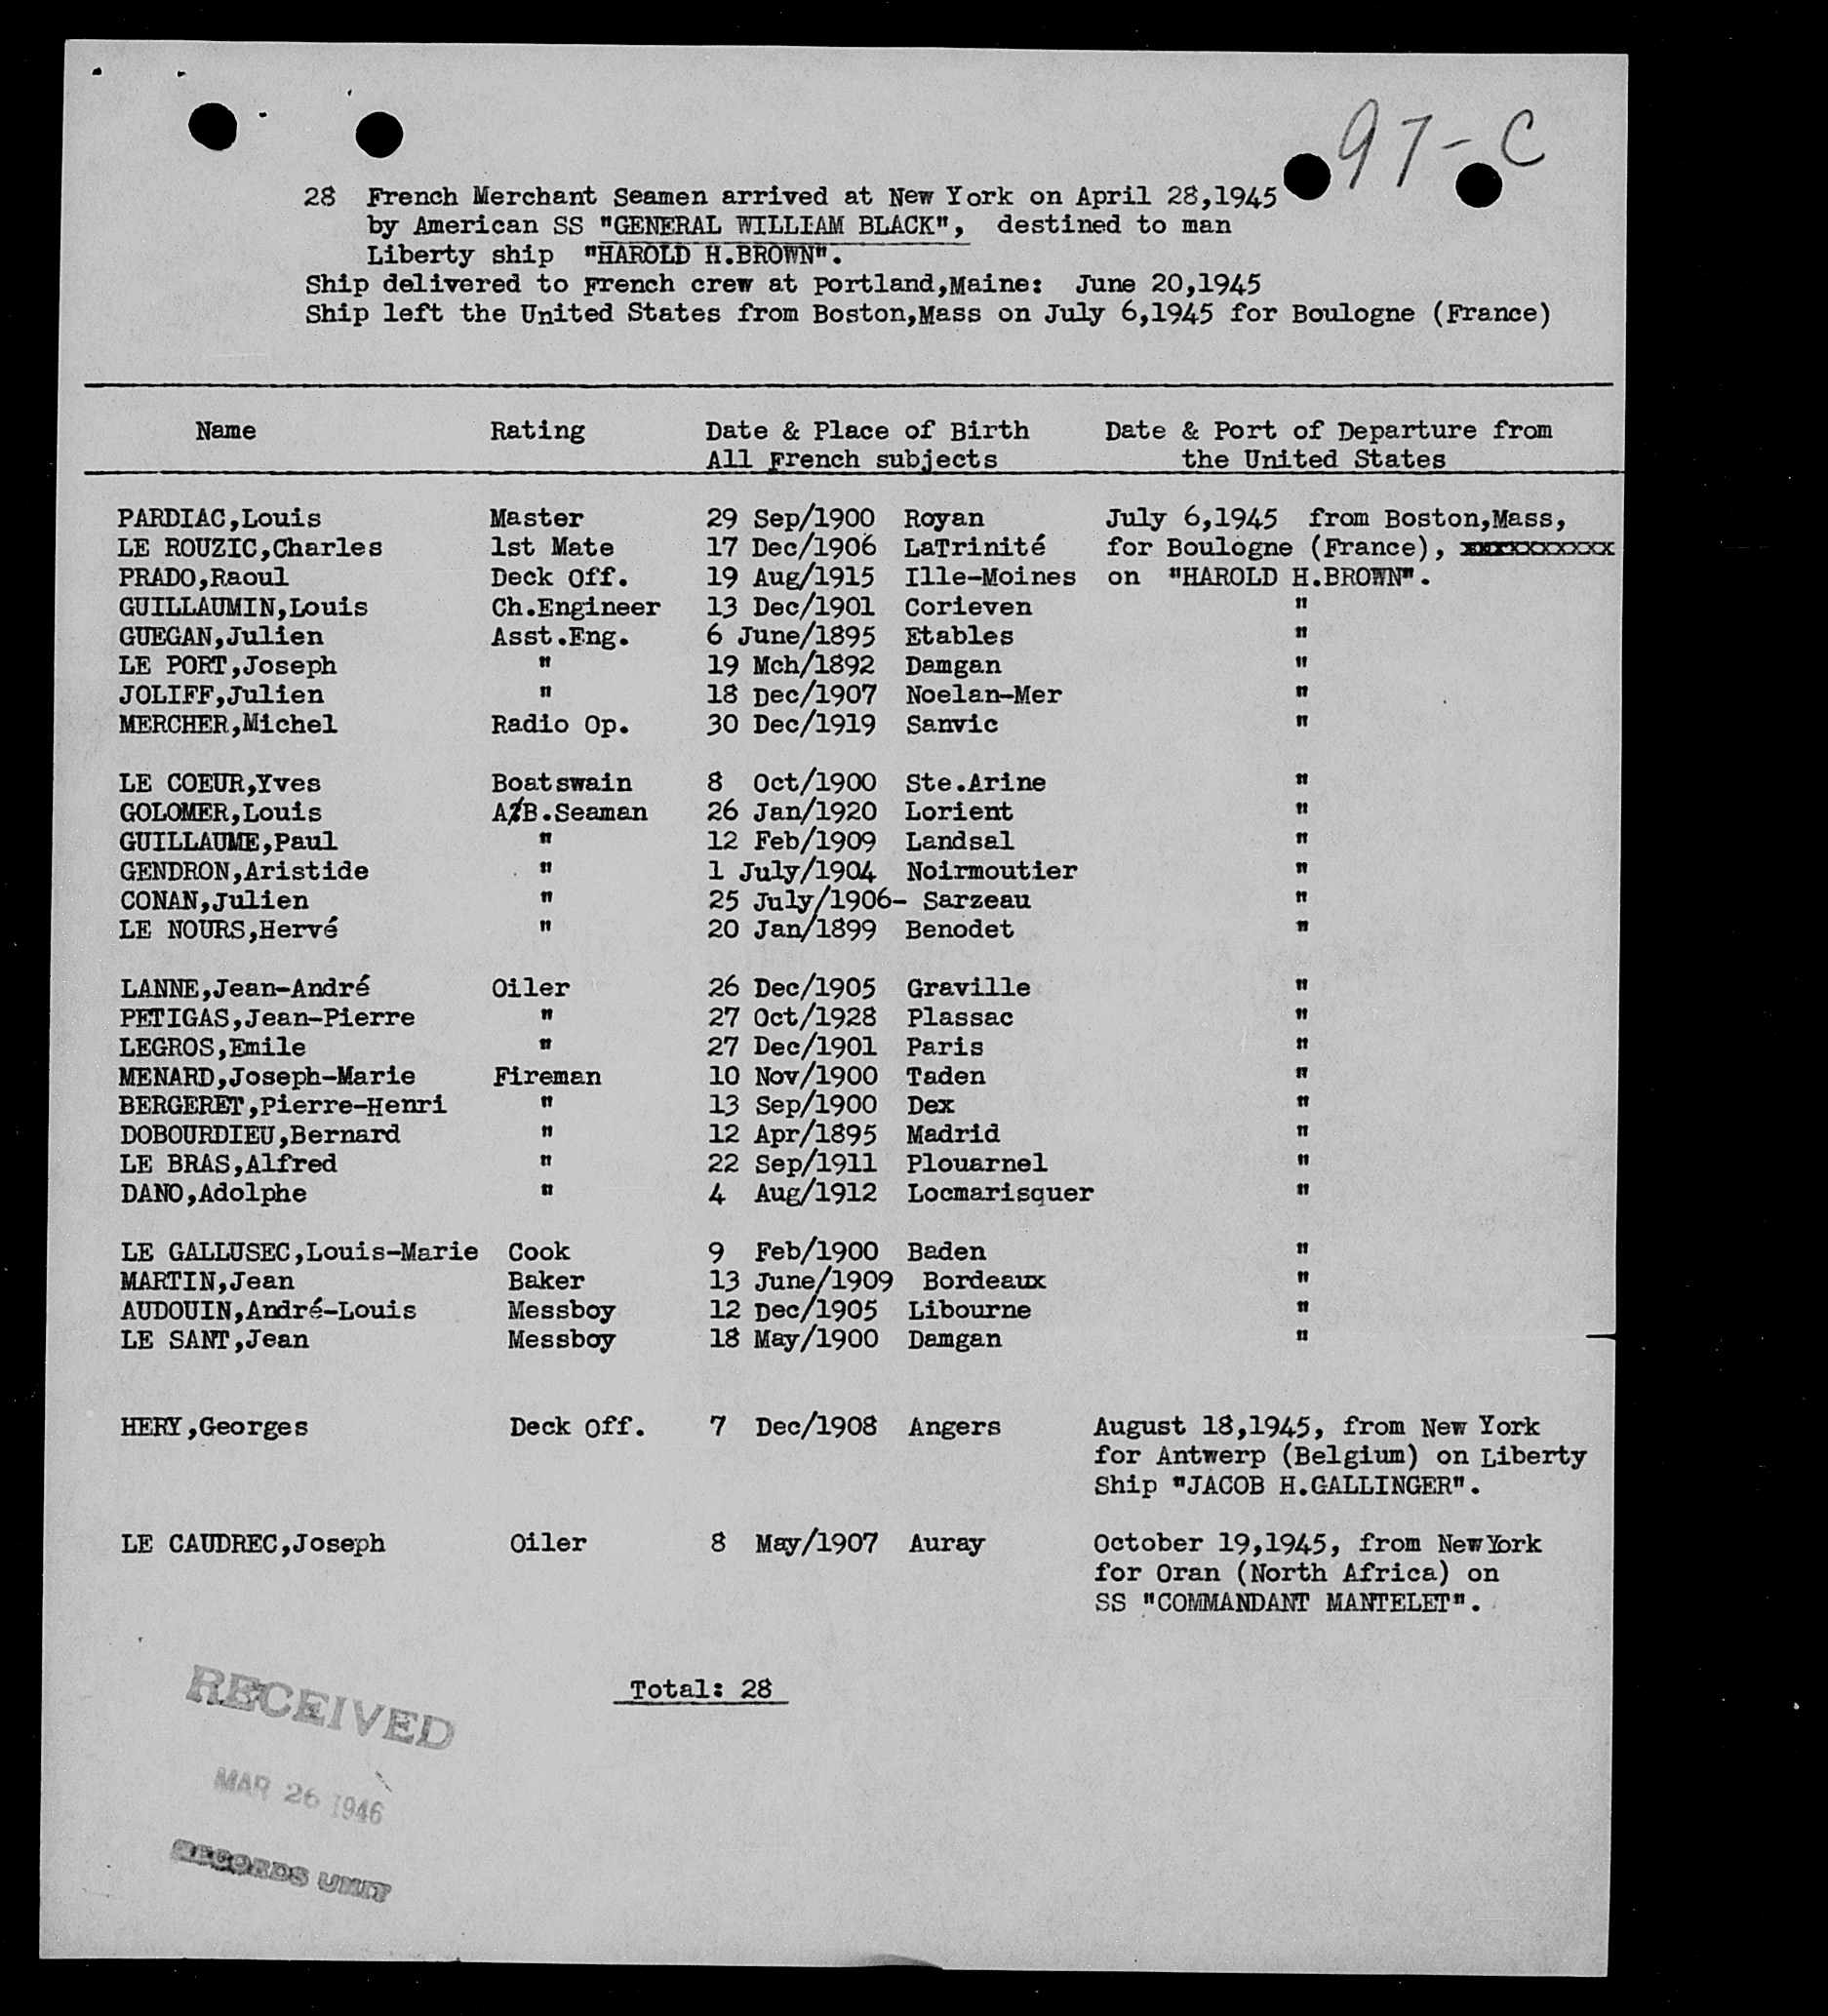 97-C
28 French Merchant Seamen arrived at New York on April 28,1945
by American SS "GENERAL WILLIAM BLACK", destined to man
Liberty ship "HAROLD H.BROWN".
Ship delivered to French crew at Portland,Maine: June 20,1945
Ship left the United States from Boston,Mass on July 6,1945 for Boulogne (France)
Name Rating Date & Place of Birth Date & Port of Departure from
All French subjects the United States
PARDIAC,Louis Master 29 Sep/1900 Royan July 6,1945 from Boston,Mass,
LE ROUZIC,Charles 1st Mate 17 Dec/1906 LaTrinité for Boulogne (France), xxxxxxxxxx
PRADO,Raoul Deck Off. 19 Aug/1915 Ille-Moines on "HAROLD H.BROWN".
GUILLAUMIN,Louis Ch.Engineer 13 Dec/1901 Corieven "
GUEGAN,Julien Asst.Eng. 6 June/1895 Etables "
LE PORT,Joseph " 19 Mch/1892 Damgan "
JOLIFF,Julien " 18 Dec/1907 Noelan-Mer "
MERCHER,Michel Radio Op. 30 Dec/1919 Sanvic "
LE COEUR,Yves Boatswain 8 Oct/1900 Ste.Arine "
GOLOMER,Louis A/B.Seaman 26 Jan/1920 Lorient "
GUILLAUME,Paul " 12 Feb/1909 Landsal "
GENDRON,Aristide " 1 July/1904 Noirmoutier "
CONAN,Julien " 25 July/1906- Sarzeau "
LE NOURS,Hervé " 20 Jan/1899 Benodet "
LANNE,Jean-André Oiler 26 Dec/1905 Graville "
PETIGAS,Jean-Pierre " 27 Oct/1928 Plassac "
LEGROS,Emile " 27 Dec/1901 Paris "
MENARD,Joseph-Marie Fireman 10 Nov/1900 Taden "
BERGERET,Pierre-Henri " 13 Sep/1900 Dex "
DOBOURDIEU,Bernard " 12 Apr/1895 Madrid "
LE BRAS,Alfred " 22 Sep/1911 Plouarnel "
DANO,Adolphe " 4 Aug/1912 Locmarisquer "
LE GALLUSEC,Louis-Marie Cook 9 Feb/1900 Baden "
MARTIN,Jean Baker 13 June/1909 Bordeaux "
AUDOUIN,André-Louis Messboy 12 Dec/1905 Libourne "
LE SANT,Jean Messboy 18 May/1900 Damgan "
HERY,Georges Deck Off. 7 Dec/1908 Angers August 18,1945, from New York
for Antwerp (Belgium) on Liberty
Ship "JACOB H.GALLINGER".
LE CAUDREC,Joseph Oiler 8 May/1907 Auray October 19,1945, from NewYork
for Oran (North Africa) on
SS "COMMANDANT MANTELET".
Total: 28
RECEIVED
MAR 26 1946
RECORDS UNIT